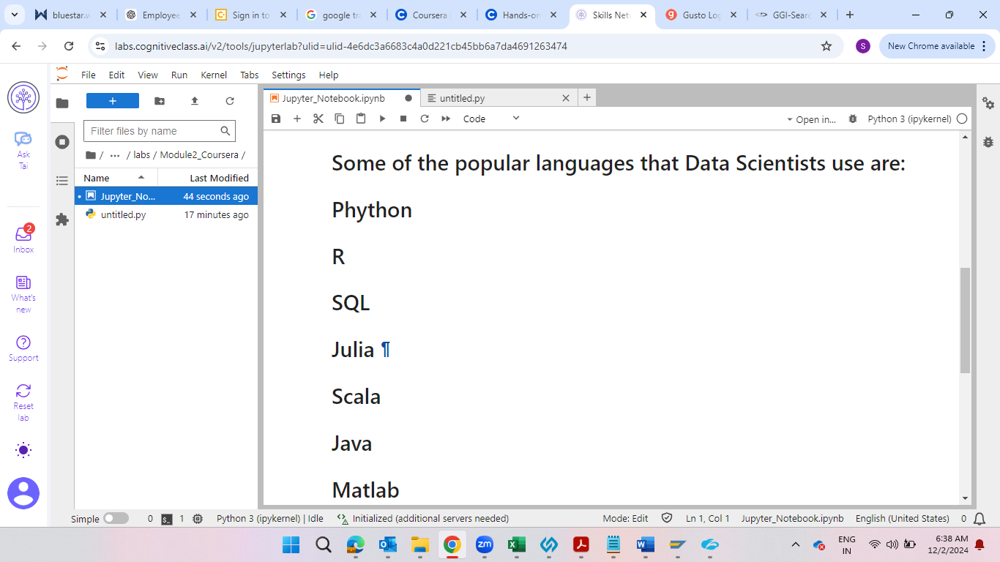 bluestar.w
Employee
Sign in to
google tra
Coursera
Hands-on
Skills Net
Gusto Log
GGI-Searc
labs.cognitiveclass.ai/v2/tools/jupyterlab?ulid=ulid-4e6dc3a6683c4a0d221cb45bb6a7da4691263474
S
New Chrome available
File Edit View Run Kernel Tabs Settings Help
Ask
Tai
2
Inbox
What's
new
Support
Reset
lab
Filter files by name
/ ··· / labs / Module2_Coursera /
Name Last Modified
Jupyter_No... 44 seconds ago
untitled.py 17 minutes ago
Jupyter_Notebook.ipynb
untitled.py
Code
Open in...
Python 3 (ipykernel)
Some of the popular languages that Data Scientists use are:
Phython
R
SQL
Julia ¶
Scala
Java
Matlab
Simple 0 1 Python 3 (ipykernel) | Idle Initialized (additional servers needed) Mode: Edit Ln 1, Col 1 Jupyter_Notebook.ipynb English (United States) 0
zm
ENG
IN
6:38 AM
12/2/2024